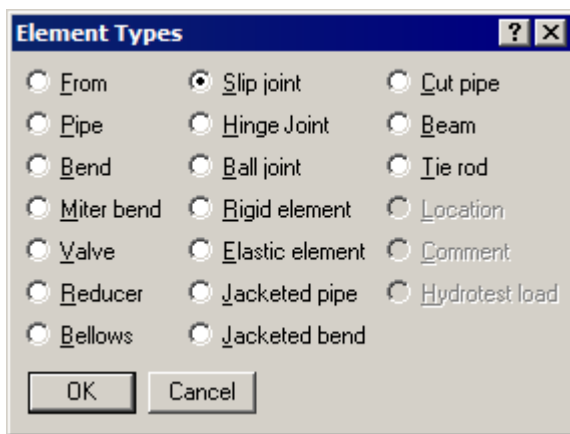 Element Types
From Slip joint Cut pipe
Pipe Hinge Joint Beam
Bend Ball joint Tie rod
Miter bend Rigid element Location
Valve Elastic element Comment
Reducer Jacketed pipe Hydrotest load
Bellows Jacketed bend
OK Cancel